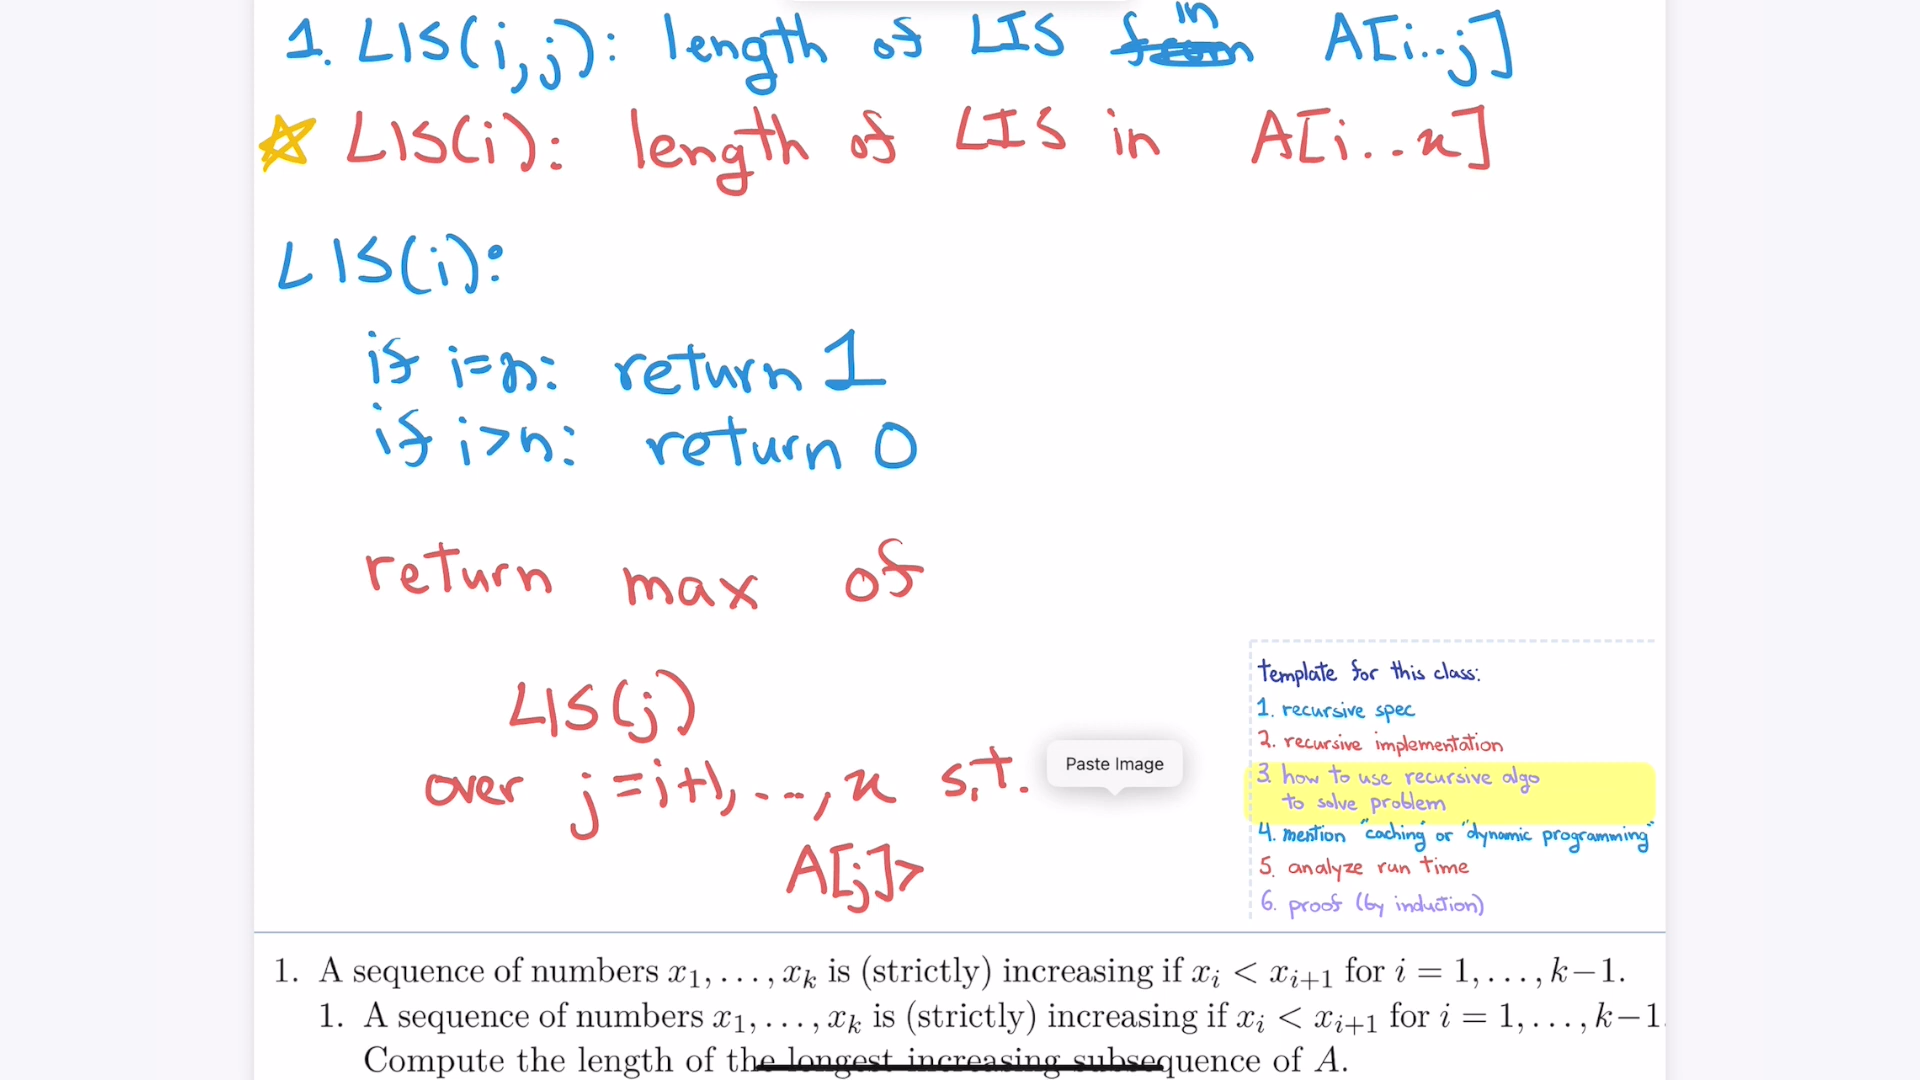 1. LIS(i,j): length of LIS in A[i..j]
LIS(i): length of LIS in A[i..n]
LIS(i):
if i=n: return 1
if i>n: return 0
return max of
LIS(j)
over j=i+1,...,n s.t.
A[j]>
Paste Image
template for this class:
1. recursive spec
2. recursive implementation
3. how to use recursive algo
to solve problem
4. mention "caching" or "dynamic programming"
5. analyze run time
6. proof (by induction)
1. A sequence of numbers x₁, . . . , xₖ is (strictly) increasing if xᵢ < xᵢ₊₁ for i = 1, . . . , k−1.
1. A sequence of numbers x₁, . . . , xₖ is (strictly) increasing if xᵢ < xᵢ₊₁ for i = 1, . . . , k−1
Compute the length of the longest increasing subsequence of A.